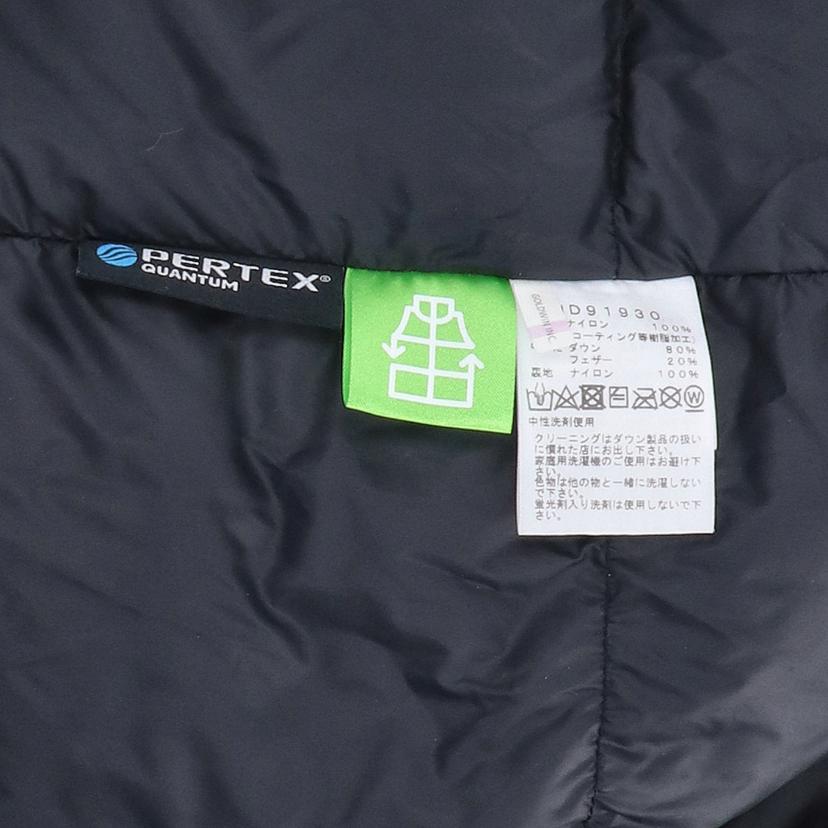 PERTEX®
QUANTUM
GOLDWIN INC.
D91930
ナイロン 100%
コーティング等樹脂加工)
ダウン 80%
フェザー 20%
裏地 ナイロン 100%
W
中性洗剤使用
クリーニングはダウン製品の扱い
に慣れた店にお出し下さい。
家庭用洗濯機のご使用はお避け下
さい。
色物は他の物と一緒に洗濯しない
で下さい。
蛍光剤入り洗剤は使用しないで下
さい。